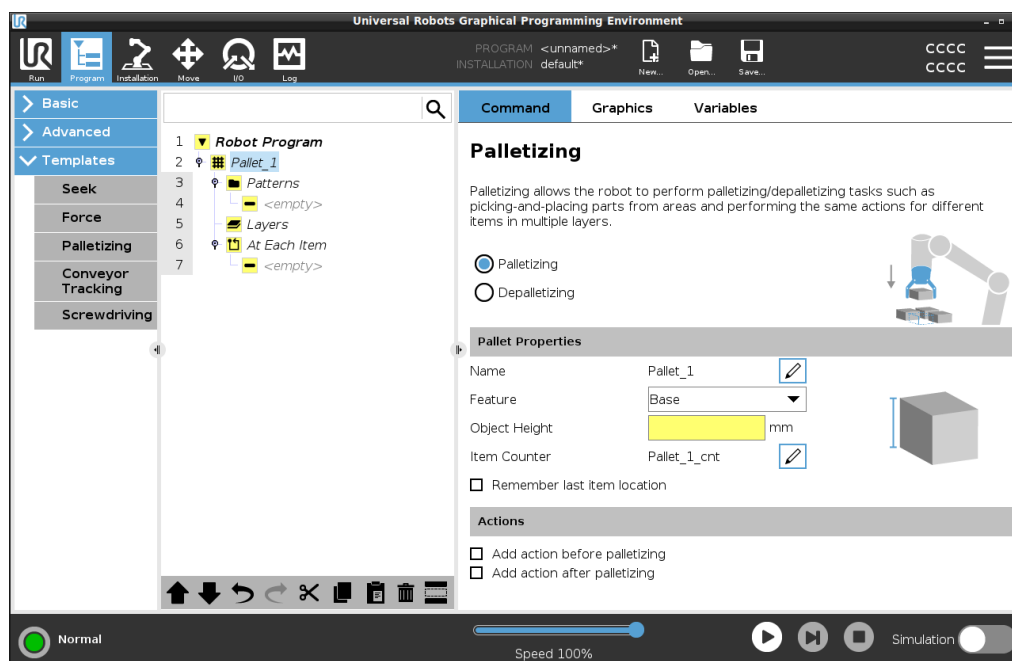 Universal Robots Graphical Programming Environment
Run
Program
Installation
Move
I/O
Log
PROGRAM <unnamed>*
INSTALLATION default*
New...
Open...
Save...
CCCC
CCCC
Basic
Advanced
Templates
Seek
Force
Palletizing
Conveyor
Tracking
Screwdriving
1 Robot Program
2 Pallet_1
3 Patterns
4 <empty>
5 Layers
6 At Each Item
7 <empty>
Command Graphics Variables
Palletizing
Palletizing allows the robot to perform palletizing/depalletizing tasks such as
picking-and-placing parts from areas and performing the same actions for different
items in multiple layers.
Palletizing
Depalletizing
Pallet Properties
Name Pallet_1
Feature Base
Object Height mm
Item Counter Pallet_1_cnt
Remember last item location
Actions
Add action before palletizing
Add action after palletizing
Normal
Speed 100%
Simulation